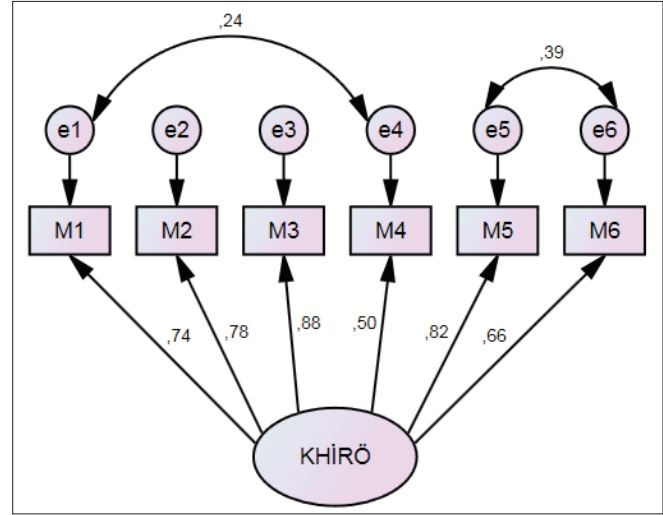 ,24
,39
e1 e2 e3 e4 e5 e6
M1 M2 M3 M4 M5 M6
,74 ,78 ,88 ,50 ,82 ,66
KHİRÖ